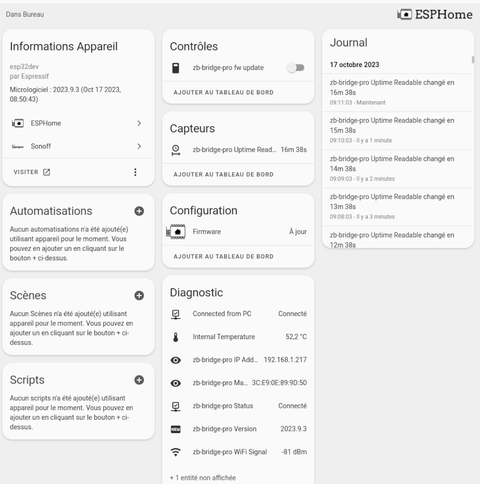 Dans Bureau
ESPHome
Informations Appareil
esp32dev
par Espressif
Micrologiciel : 2023.9.3 (Oct 17 2023,
08:50:43)
ESPHome
Sonoff
VISITER
Automatisations
Aucun automatisations n'a été ajouté(e)
utilisant appareil pour le moment. Vous
pouvez en ajouter un en cliquant sur le
bouton + ci-dessus.
Scènes
Aucun Scènes n'a été ajouté(e) utilisant
appareil pour le moment. Vous pouvez en
ajouter un en cliquant sur le bouton + ci-
dessus.
Scripts
Aucun scripts n'a été ajouté(e) utilisant
appareil pour le moment. Vous pouvez en
ajouter un en cliquant sur le bouton + ci-
dessus.
Contrôles
zb-bridge-pro fw update
AJOUTER AU TABLEAU DE BORD
Capteurs
zb-bridge-pro Uptime Read… 16m 38s
AJOUTER AU TABLEAU DE BORD
Configuration
Firmware À jour
AJOUTER AU TABLEAU DE BORD
Diagnostic
Connected from PC Connecté
Internal Temperature 52,2 °C
zb-bridge-pro IP Add… 192.168.1.217
zb-bridge-pro Ma… 3C:E9:0E:89:9D:50
zb-bridge-pro Status Connecté
NEW zb-bridge-pro Version 2023.9.3
zb-bridge-pro WiFi Signal -81 dBm
+ 1 entité non affichée
Journal
17 octobre 2023
zb-bridge-pro Uptime Readable changé en
16m 38s
09:11:03 - Maintenant
zb-bridge-pro Uptime Readable changé en
15m 38s
09:10:03 - Il y a 1 minute
zb-bridge-pro Uptime Readable changé en
14m 38s
09:09:03 - Il y a 2 minutes
zb-bridge-pro Uptime Readable changé en
13m 38s
09:08:03 - Il y a 3 minutes
zb-bridge-pro Uptime Readable changé en
12m 38s